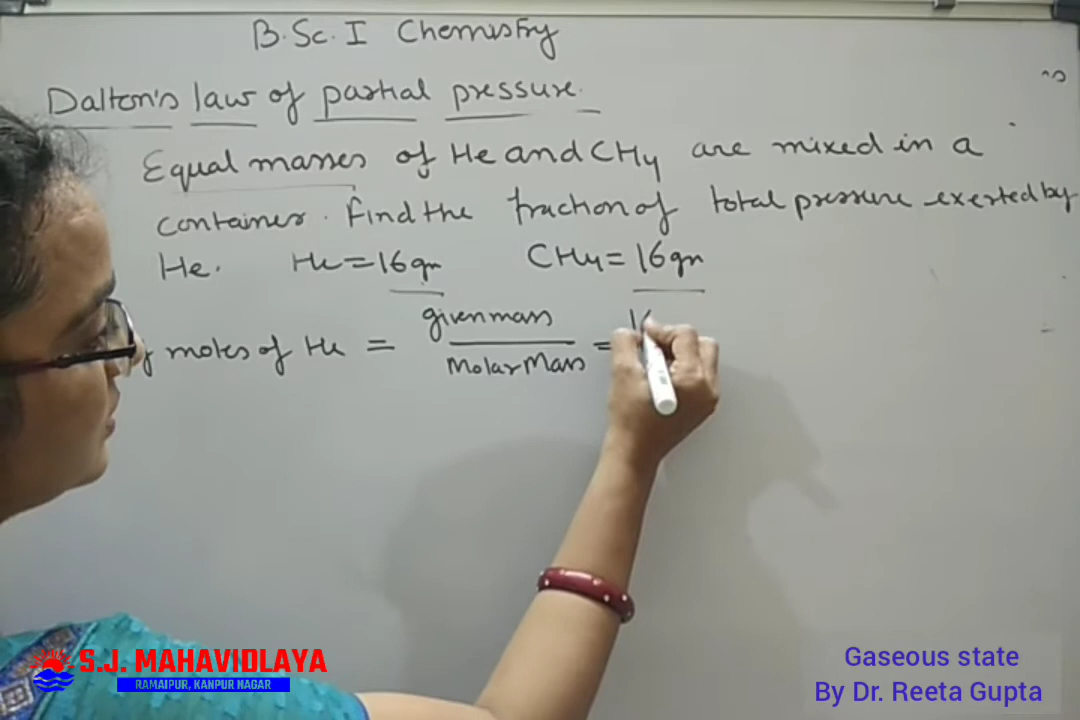 B.Sc. I Chemistry
Dalton's law of partial pressure.
Equal masses of He and CH4 are mixed in a
container. Find the fraction of total pressure exerted by
He. He = 16gm CH4 = 16gm
moles of He = given mass / Molar Mass = 16
S.J. MAHAVIDLAYA
RAMAIPUR, KANPUR NAGAR
Gaseous state
By Dr. Reeta Gupta